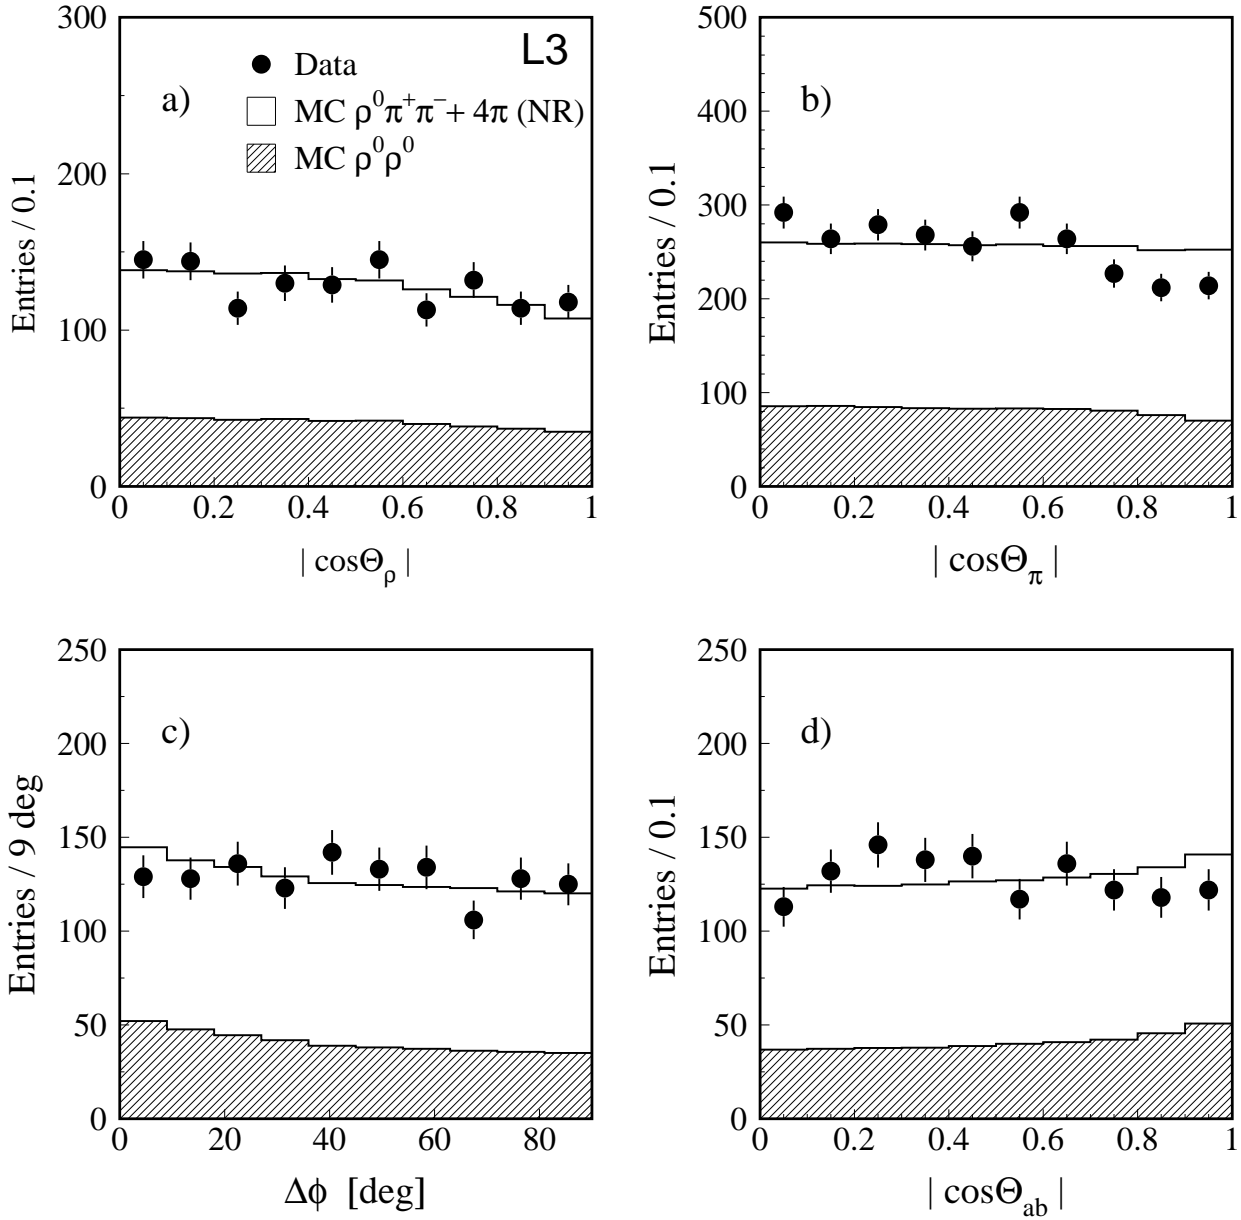 L3
a)
Data
MC ρ⁰π⁺π⁻+ 4π (NR)
MC ρ⁰ρ⁰
Entries / 0.1
300
200
100
0
0 0.2 0.4 0.6 0.8 1
| cosΘ_ρ |
b)
Entries / 0.1
500
400
300
200
100
0
0 0.2 0.4 0.6 0.8 1
| cosΘ_π |
c)
Entries / 9 deg
250
200
150
100
50
0
0 20 40 60 80
Δϕ [deg]
d)
Entries / 0.1
250
200
150
100
50
0
0 0.2 0.4 0.6 0.8 1
| cosΘ_ab |